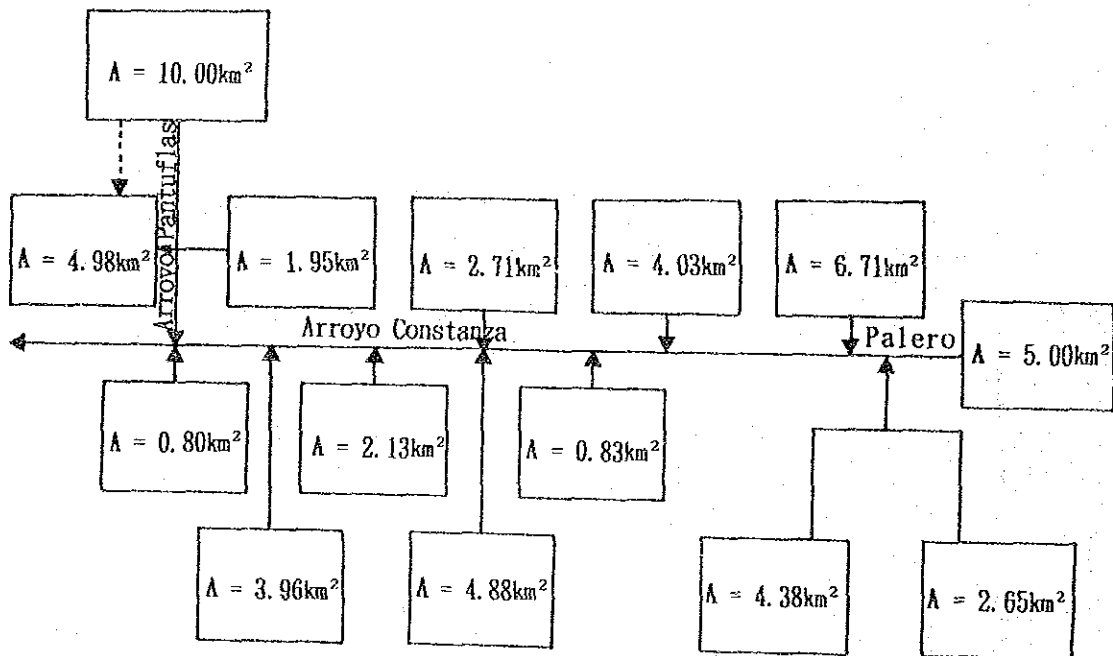 A = 10.00km²
Arroyo Pantuflas
A = 4.98km²
A = 1.95km²
A = 2.71km²
A = 4.03km²
A = 6.71km²
Arroyo Constanza
Palero
A = 5.00km²
A = 0.80km²
A = 2.13km²
A = 0.83km²
A = 3.96km²
A = 4.88km²
A = 4.38km²
A = 2.65km²